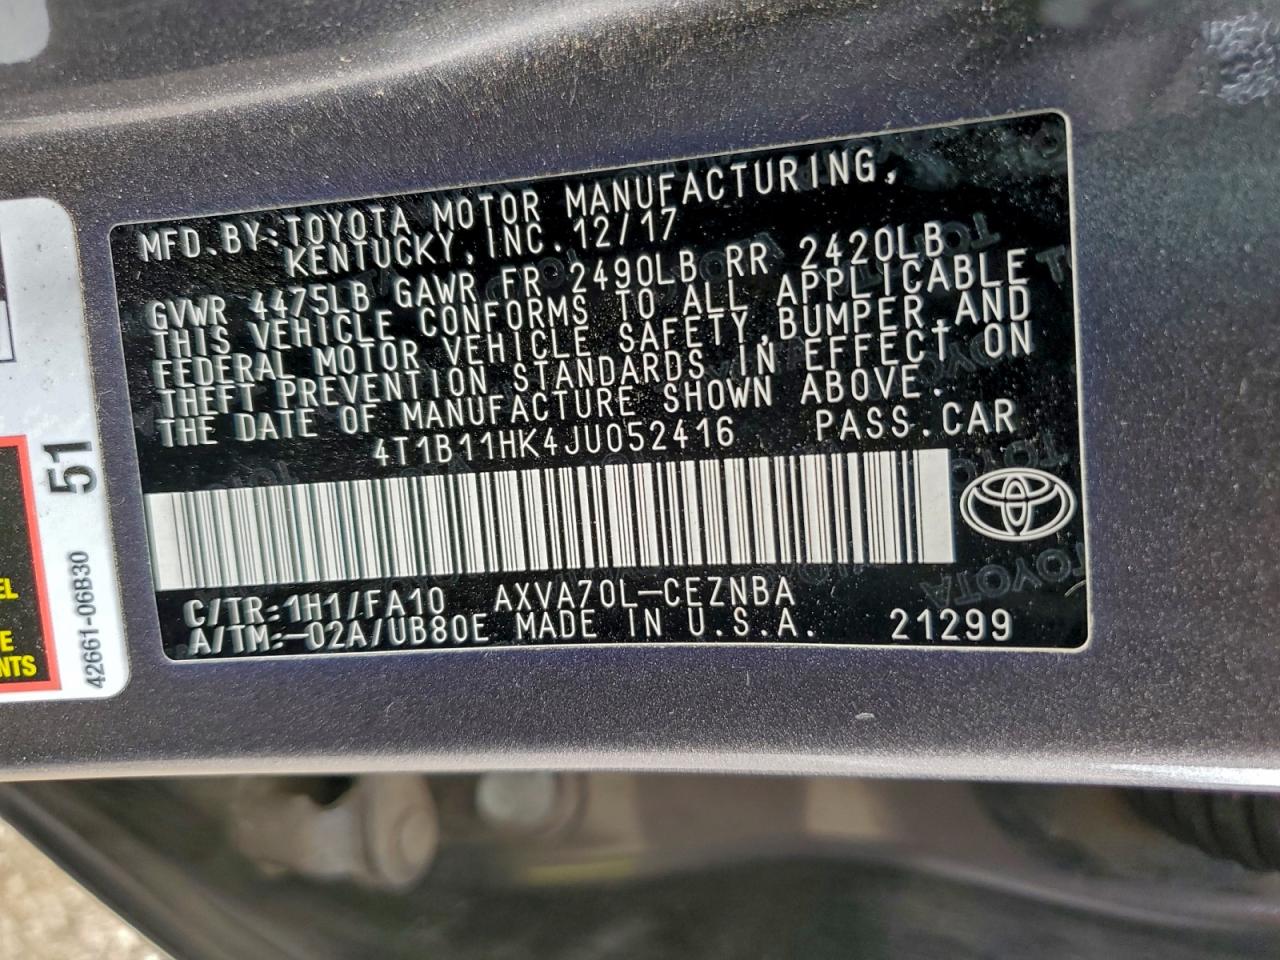 MFD.BY:TOYOTA MOTOR MANUFACTURING,
KENTUCKY, INC. 12/17
GVWR 4475LB GAWR FR 2490LB RR 2420LB
THIS VEHICLE CONFORMS TO ALL APPLICABLE
FEDERAL MOTOR VEHICLE SAFETY,BUMPER,AND
THEFT PREVENTION STANDARDS IN EFFECT ON
THE DATE OF MANUFACTURE SHOWN ABOVE.
4T1B11HK4JU052416 PASS.CAR
C/TR:1H1/FA10 AXVA70L-CEZNBA
A/TM:-02A/UB80E MADE IN U.S.A. 21299
TOYOTA
51
42661-06B30